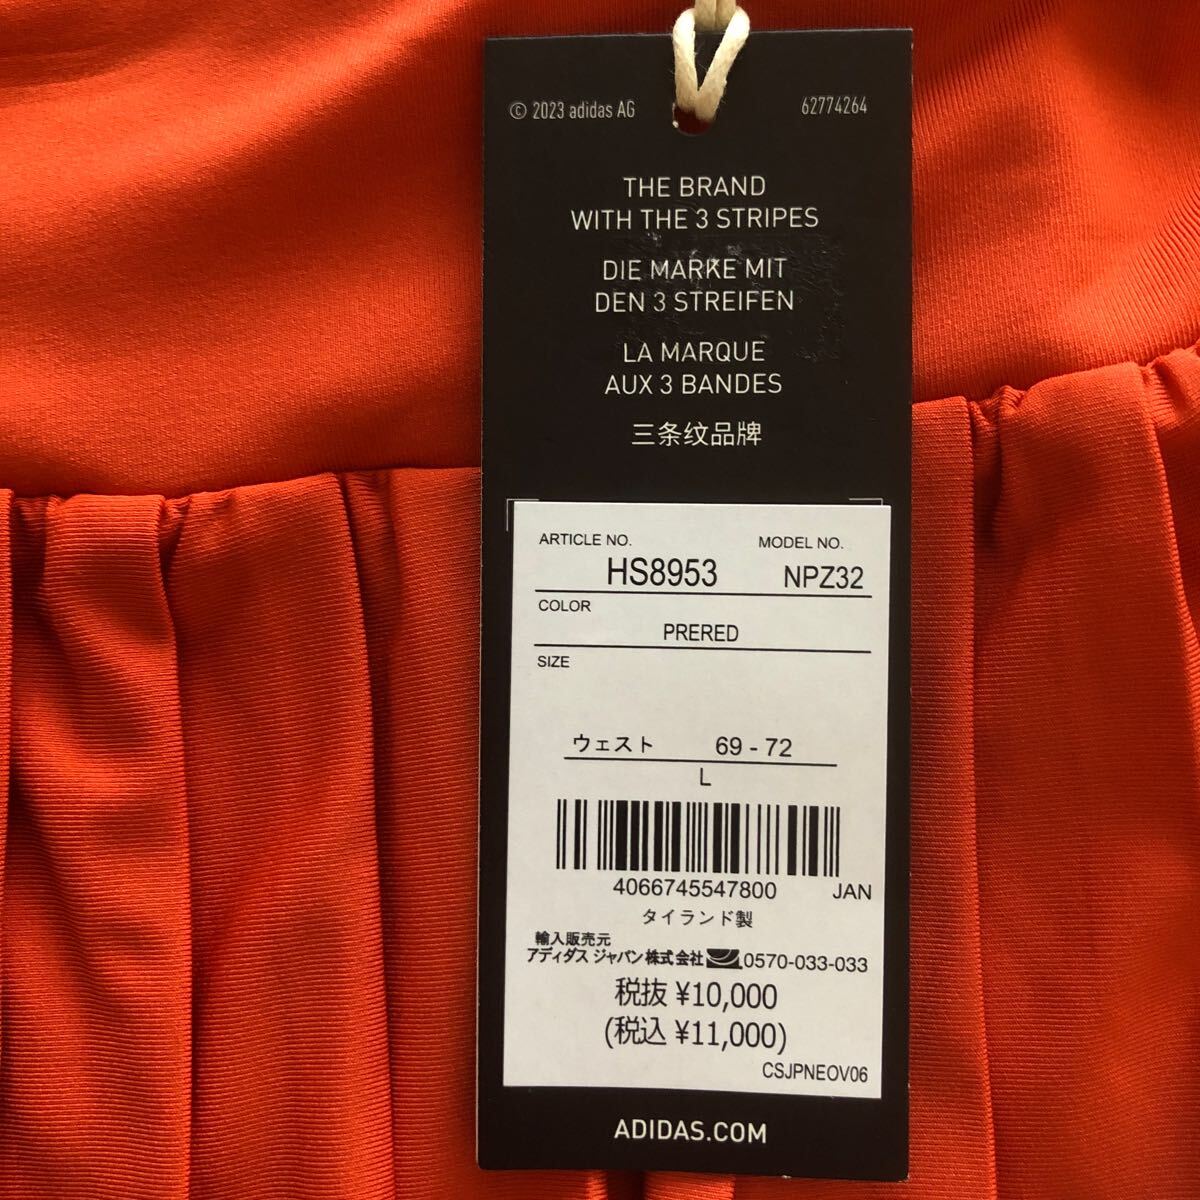 © 2023 adidas AG
62774264
THE BRAND
WITH THE 3 STRIPES
DIE MARKE MIT
DEN 3 STREIFEN
LA MARQUE
AUX 3 BANDES
三条纹品牌
ARTICLE NO. MODEL NO.
HS8953 NPZ32
COLOR
PRERED
SIZE
ウェスト 69 - 72
L
4066745547800 JAN
タイランド製
輸入販売元
アディダス ジャパン株式会社 0570-033-033
税抜 ¥10,000
(税込 ¥11,000)
CSJPNEOV06
ADIDAS.COM